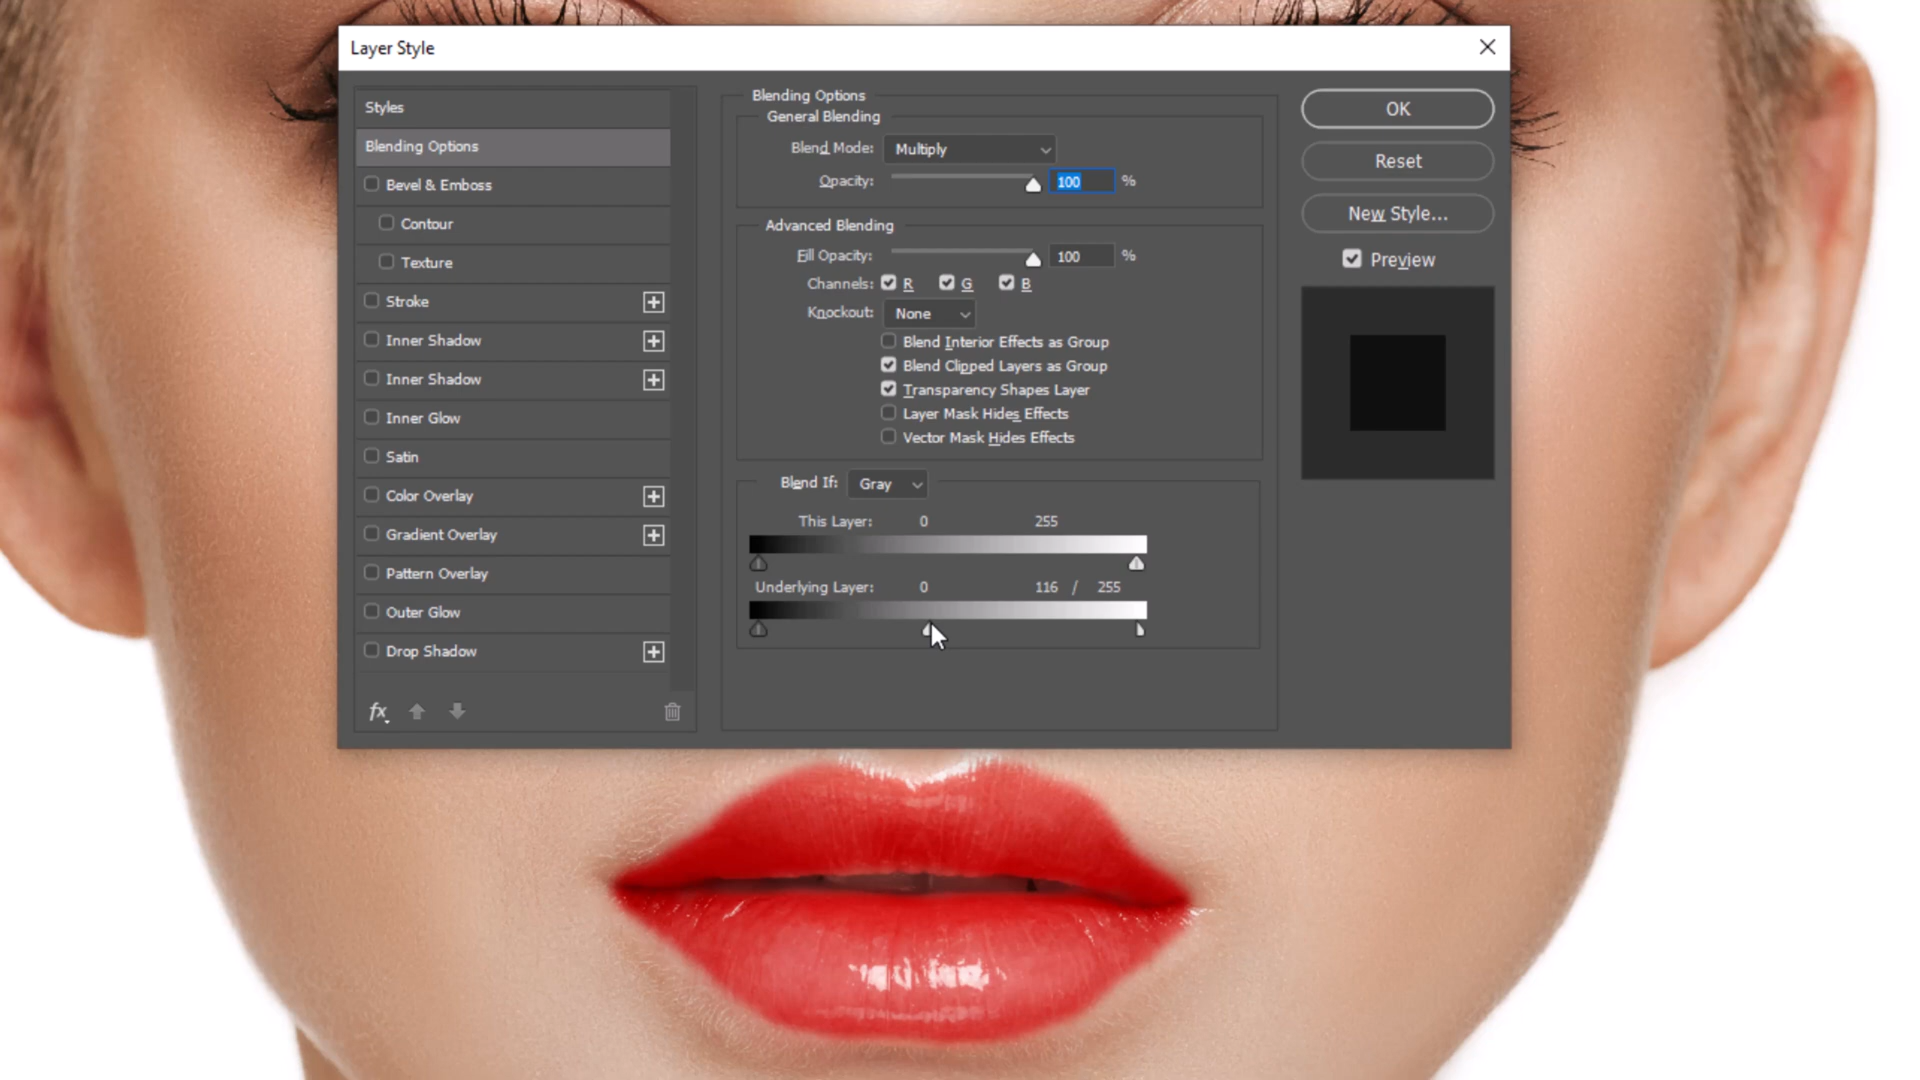 Layer Style
Styles
Blending Options
Bevel & Emboss
Contour
Texture
Stroke
Inner Shadow
Inner Shadow
Inner Glow
Satin
Color Overlay
Gradient Overlay
Pattern Overlay
Outer Glow
Drop Shadow
fx
Blending Options
General Blending
Blend Mode: Multiply
Opacity: 100 %
Advanced Blending
Fill Opacity: 100 %
Channels: R G B
Knockout: None
Blend Interior Effects as Group
Blend Clipped Layers as Group
Transparency Shapes Layer
Layer Mask Hides Effects
Vector Mask Hides Effects
Blend If: Gray
This Layer: 0 255
Underlying Layer: 0 116 / 255
OK
Reset
New Style...
Preview